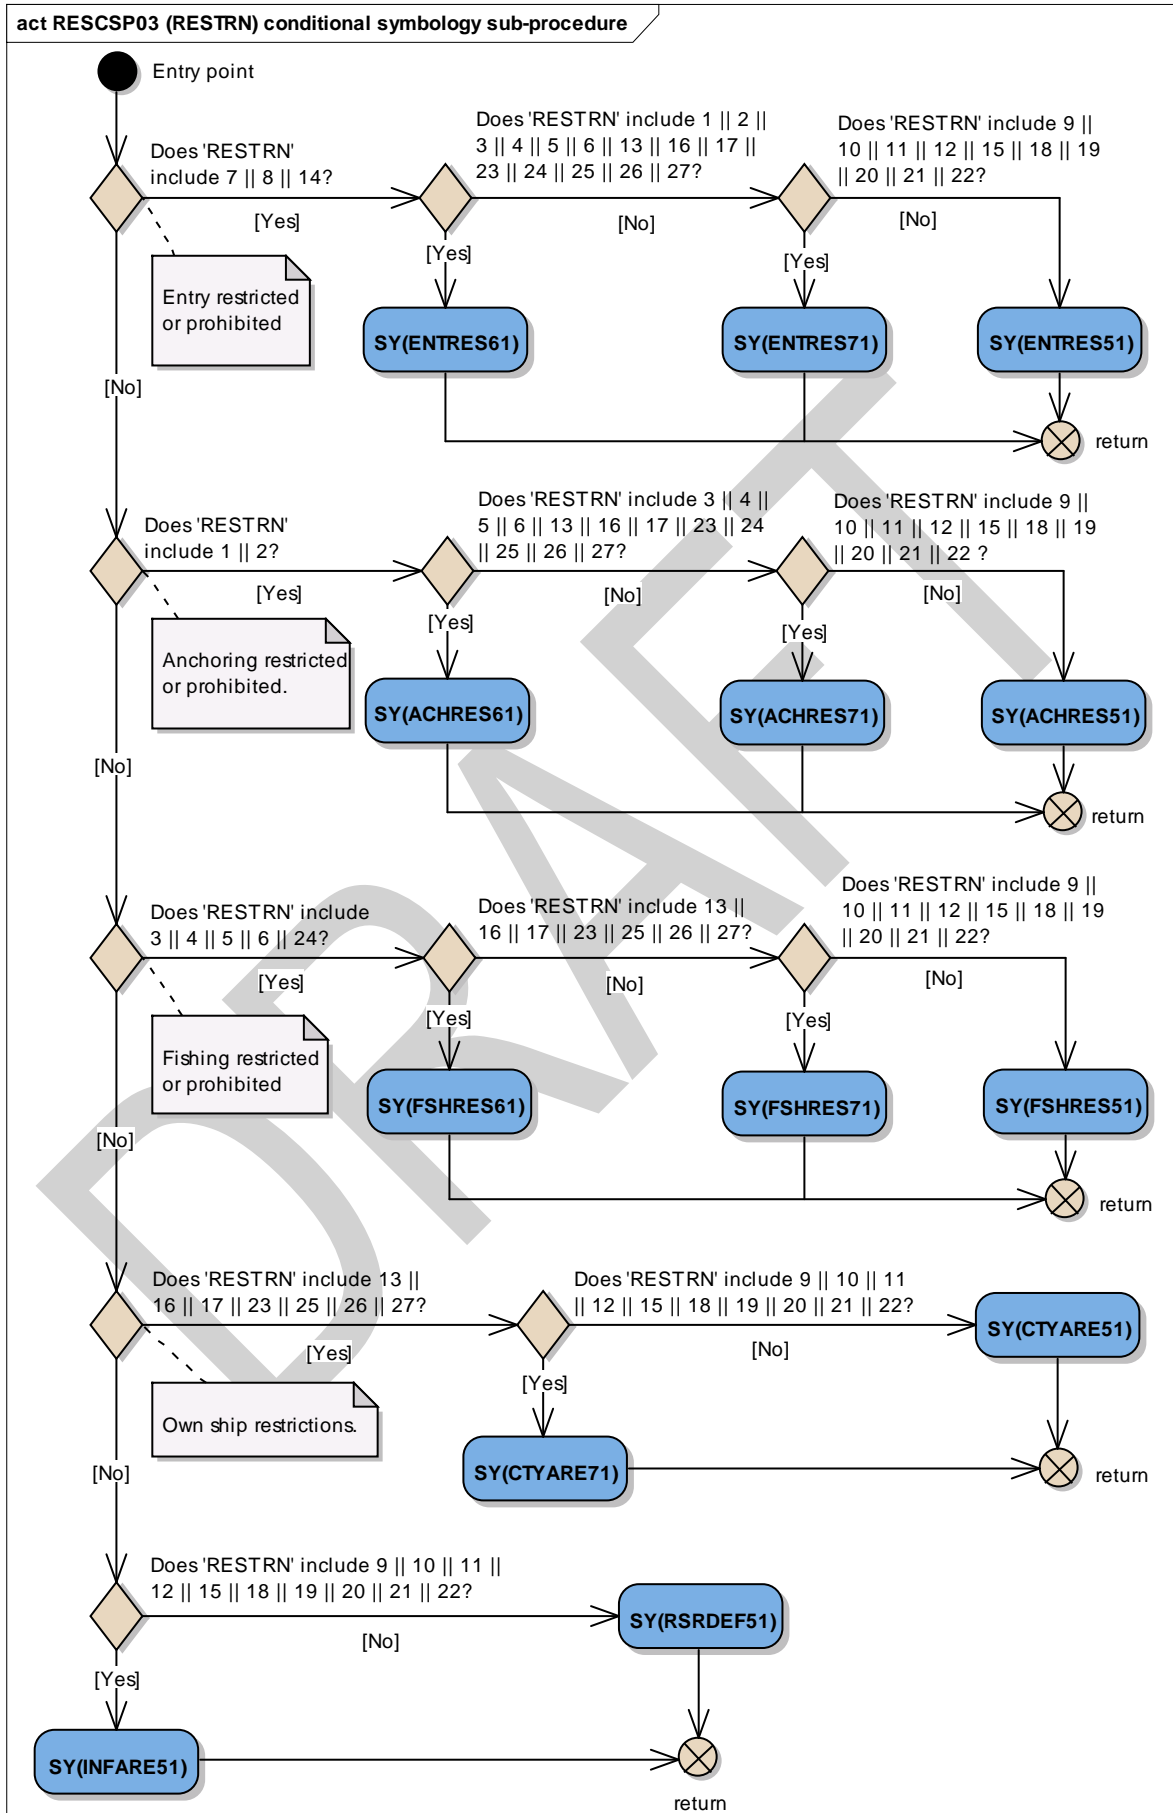 act RESCSP03 (RESTRN) conditional symbology sub-procedure
Entry point
Does 'RESTRN'
include 7 || 8 || 14?
Does 'RESTRN' include 1 || 2 ||
3 || 4 || 5 || 6 || 13 || 16 || 17 ||
23 || 24 || 25 || 26 || 27?
Does 'RESTRN' include 9 ||
10 || 11 || 12 || 15 || 18 || 19
|| 20 || 21 || 22?
[Yes]
[No]
[No]
[Yes]
[Yes]
Entry restricted
or prohibited
SY(ENTRES61)
SY(ENTRES71)
SY(ENTRES51)
[No]
return
Does 'RESTRN'
include 1 || 2?
Does 'RESTRN' include 3 || 4 ||
5 || 6 || 13 || 16 || 17 || 23 || 24
|| 25 || 26 || 27?
Does 'RESTRN' include 9 ||
10 || 11 || 12 || 15 || 18 || 19
|| 20 || 21 || 22 ?
[Yes]
[No]
[No]
[Yes]
[Yes]
Anchoring restricted
or prohibited.
SY(ACHRES61)
SY(ACHRES71)
SY(ACHRES51)
[No]
return
Does 'RESTRN' include
3 || 4 || 5 || 6 || 24?
Does 'RESTRN' include 13 ||
16 || 17 || 23 || 25 || 26 || 27?
Does 'RESTRN' include 9 ||
10 || 11 || 12 || 15 || 18 || 19
|| 20 || 21 || 22?
[Yes]
[No]
[No]
[Yes]
[Yes]
Fishing restricted
or prohibited
SY(FSHRES61)
SY(FSHRES71)
SY(FSHRES51)
[No]
return
Does 'RESTRN' include 13 ||
16 || 17 || 23 || 25 || 26 || 27?
Does 'RESTRN' include 9 || 10 || 11
|| 12 || 15 || 18 || 19 || 20 || 21 || 22?
SY(CTYARE51)
[Yes]
[No]
[Yes]
Own ship restrictions.
SY(CTYARE71)
[No]
return
Does 'RESTRN' include 9 || 10 || 11 ||
12 || 15 || 18 || 19 || 20 || 21 || 22?
SY(RSRDEF51)
[No]
[Yes]
SY(INFARE51)
return
DRAFT